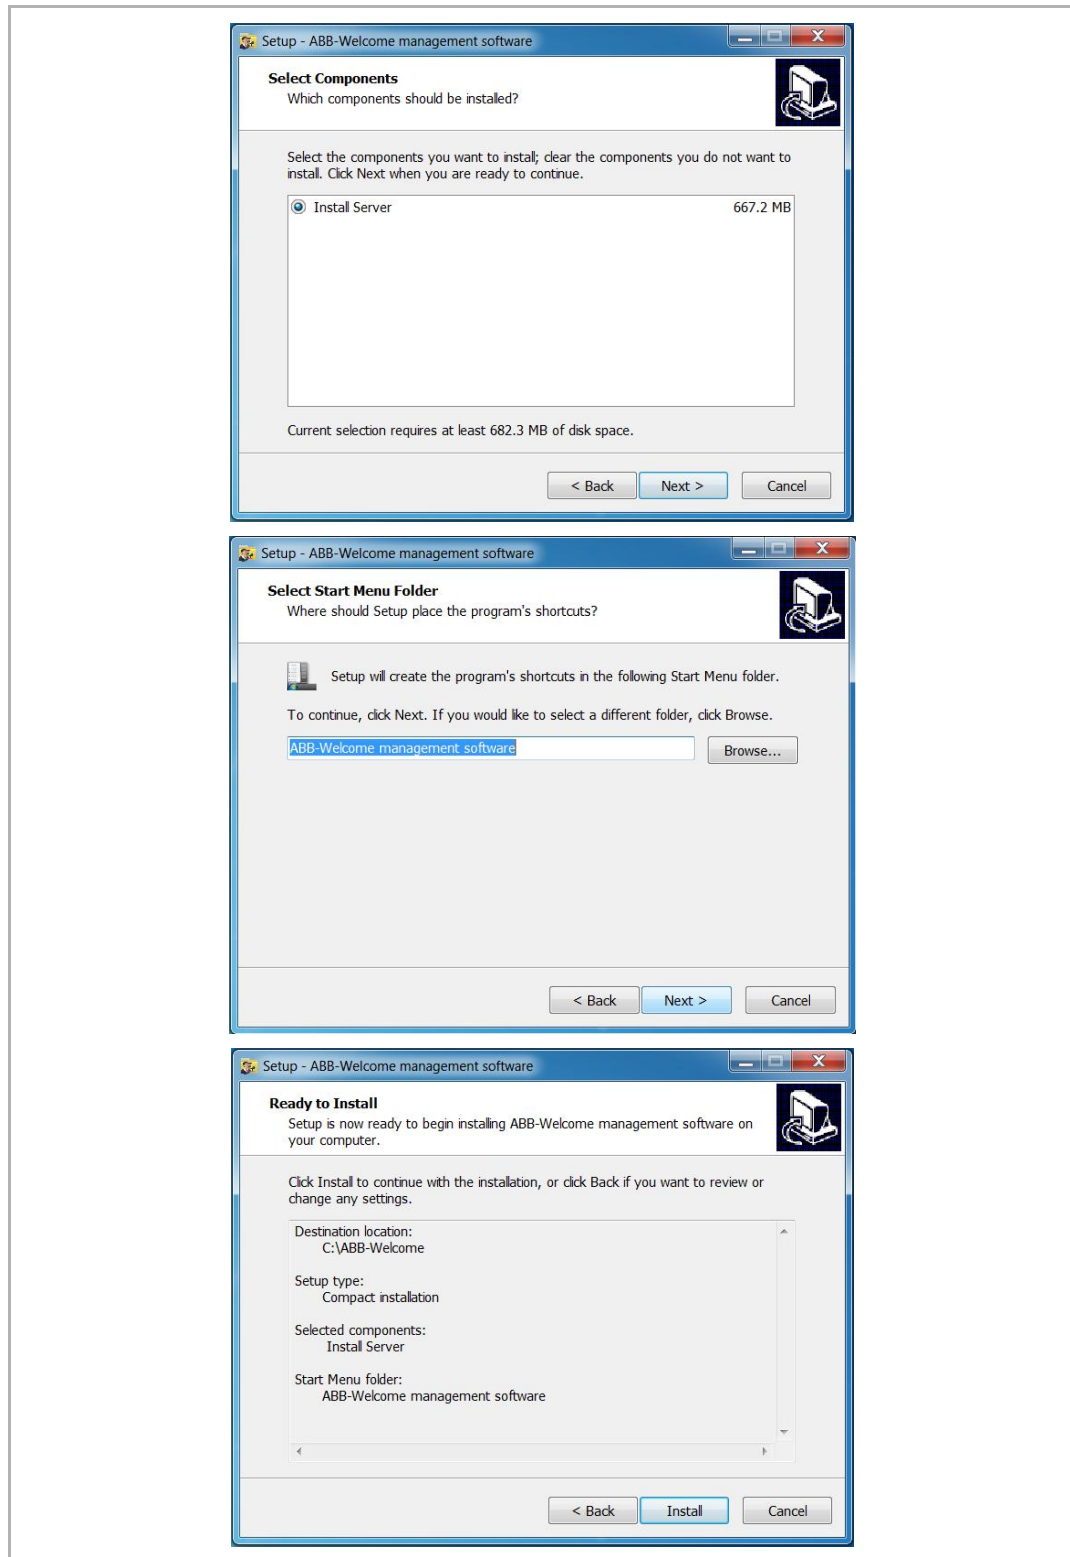 Setup - ABB-Welcome management software
X
Select Components
Which components should be installed?
Select the components you want to install; clear the components you do not want to
install. Click Next when you are ready to continue.
Install Server 667.2 MB
Current selection requires at least 682.3 MB of disk space.
< Back Next > Cancel
Setup - ABB-Welcome management software
X
Select Start Menu Folder
Where should Setup place the program's shortcuts?
Setup will create the program's shortcuts in the following Start Menu folder.
To continue, click Next. If you would like to select a different folder, click Browse.
ABB-Welcome management software Browse...
< Back Next > Cancel
Setup - ABB-Welcome management software
X
Ready to Install
Setup is now ready to begin installing ABB-Welcome management software on
your computer.
Click Install to continue with the installation, or click Back if you want to review or
change any settings.
Destination location:
C:\ABB-Welcome
Setup type:
Compact installation
Selected components:
Install Server
Start Menu folder:
ABB-Welcome management software
< Back Install Cancel